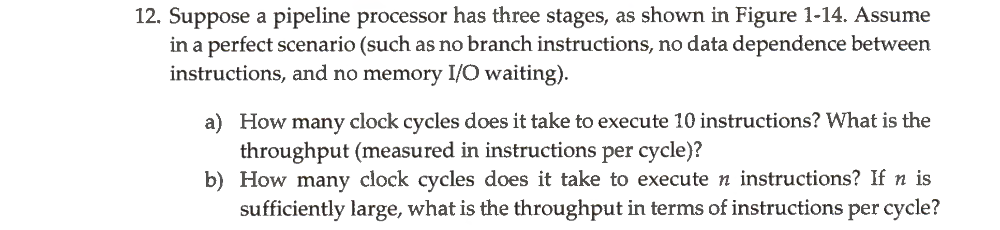 12. Suppose a pipeline processor has three stages, as shown in Figure 1-14. Assume
in a perfect scenario (such as no branch instructions, no data dependence between
instructions, and no memory I/O waiting).
a) How many clock cycles does it take to execute 10 instructions? What is the
throughput (measured in instructions per cycle)?
b) How many clock cycles does it take to execute n instructions? If n is
sufficiently large, what is the throughput in terms of instructions per cycle?